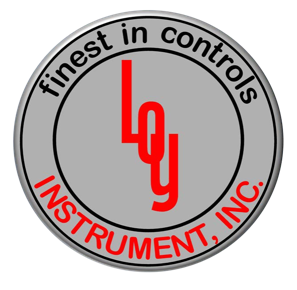 finest in controls
Loy
INSTRUMENT, INC.